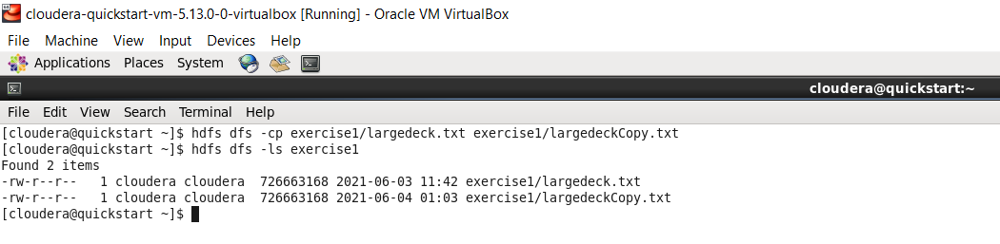 cloudera-quickstart-vm-5.13.0-0-virtualbox [Running] - Oracle VM VirtualBox
File Machine View Input Devices Help
Applications Places System
cloudera@quickstart:~
File Edit View Search Terminal Help
[cloudera@quickstart ~]$ hdfs dfs -cp exercise1/largedeck.txt exercise1/largedeckCopy.txt
[cloudera@quickstart ~]$ hdfs dfs -ls exercise1
Found 2 items
-rw-r--r--   1 cloudera cloudera  726663168 2021-06-03 11:42 exercise1/largedeck.txt
-rw-r--r--   1 cloudera cloudera  726663168 2021-06-04 01:03 exercise1/largedeckCopy.txt
[cloudera@quickstart ~]$